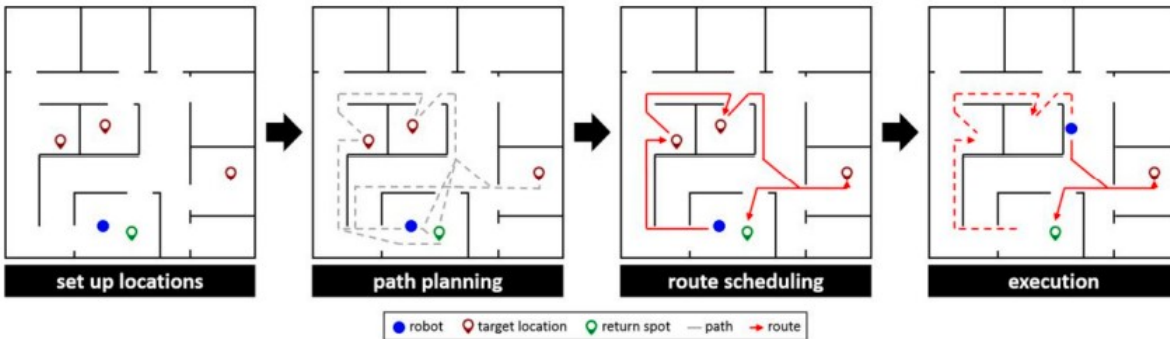 set up locations
path planning
route scheduling
execution
robot target location return spot path route